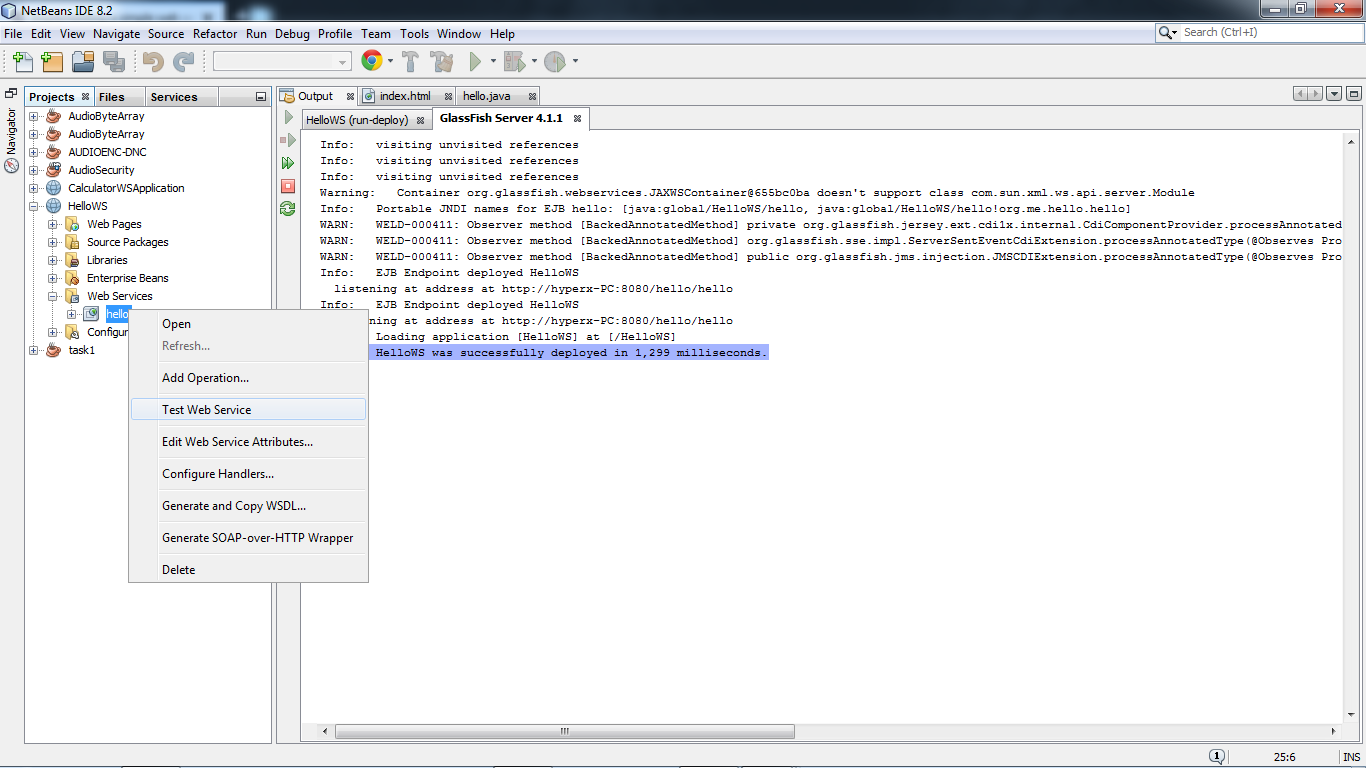 NetBeans IDE 8.2
File Edit View Navigate Source Refactor Run Debug Profile Team Tools Window Help
Search (Ctrl+I)
Navigator
Projects Files Services
AudioByteArray
AudioByteArray
AUDIOENC-DNC
AudioSecurity
CalculatorWSApplication
HelloWS
Web Pages
Source Packages
Libraries
Enterprise Beans
Web Services
hello
Configur
task1
Open
Refresh...
Add Operation...
Test Web Service
Edit Web Service Attributes...
Configure Handlers...
Generate and Copy WSDL...
Generate SOAP-over-HTTP Wrapper
Delete
Output index.html hello.java
HelloWS (run-deploy) GlassFish Server 4.1.1
Info: visiting unvisited references
Info: visiting unvisited references
Info: visiting unvisited references
Warning: Container org.glassfish.webservices.JAXWSContainer@655bc0ba doesn't support class com.sun.xml.ws.api.server.Module
Info: Portable JNDI names for EJB hello: [java:global/HelloWS/hello, java:global/HelloWS/hello!org.me.hello.hello]
WARN: WELD-000411: Observer method [BackedAnnotatedMethod] private org.glassfish.jersey.ext.cdi1x.internal.CdiComponentProvider.processAnnotated
WARN: WELD-000411: Observer method [BackedAnnotatedMethod] org.glassfish.sse.impl.ServerSentEventCdiExtension.processAnnotatedType(@Observes Pro
WARN: WELD-000411: Observer method [BackedAnnotatedMethod] public org.glassfish.jms.injection.JMSCDIExtension.processAnnotatedType(@Observes Pro
Info: EJB Endpoint deployed HelloWS
listening at address at http://hyperx-PC:8080/hello/hello
Info: EJB Endpoint deployed HelloWS
ning at address at http://hyperx-PC:8080/hello/hello
Loading application [HelloWS] at [/HelloWS]
HelloWS was successfully deployed in 1,299 milliseconds.
1 25:6 INS